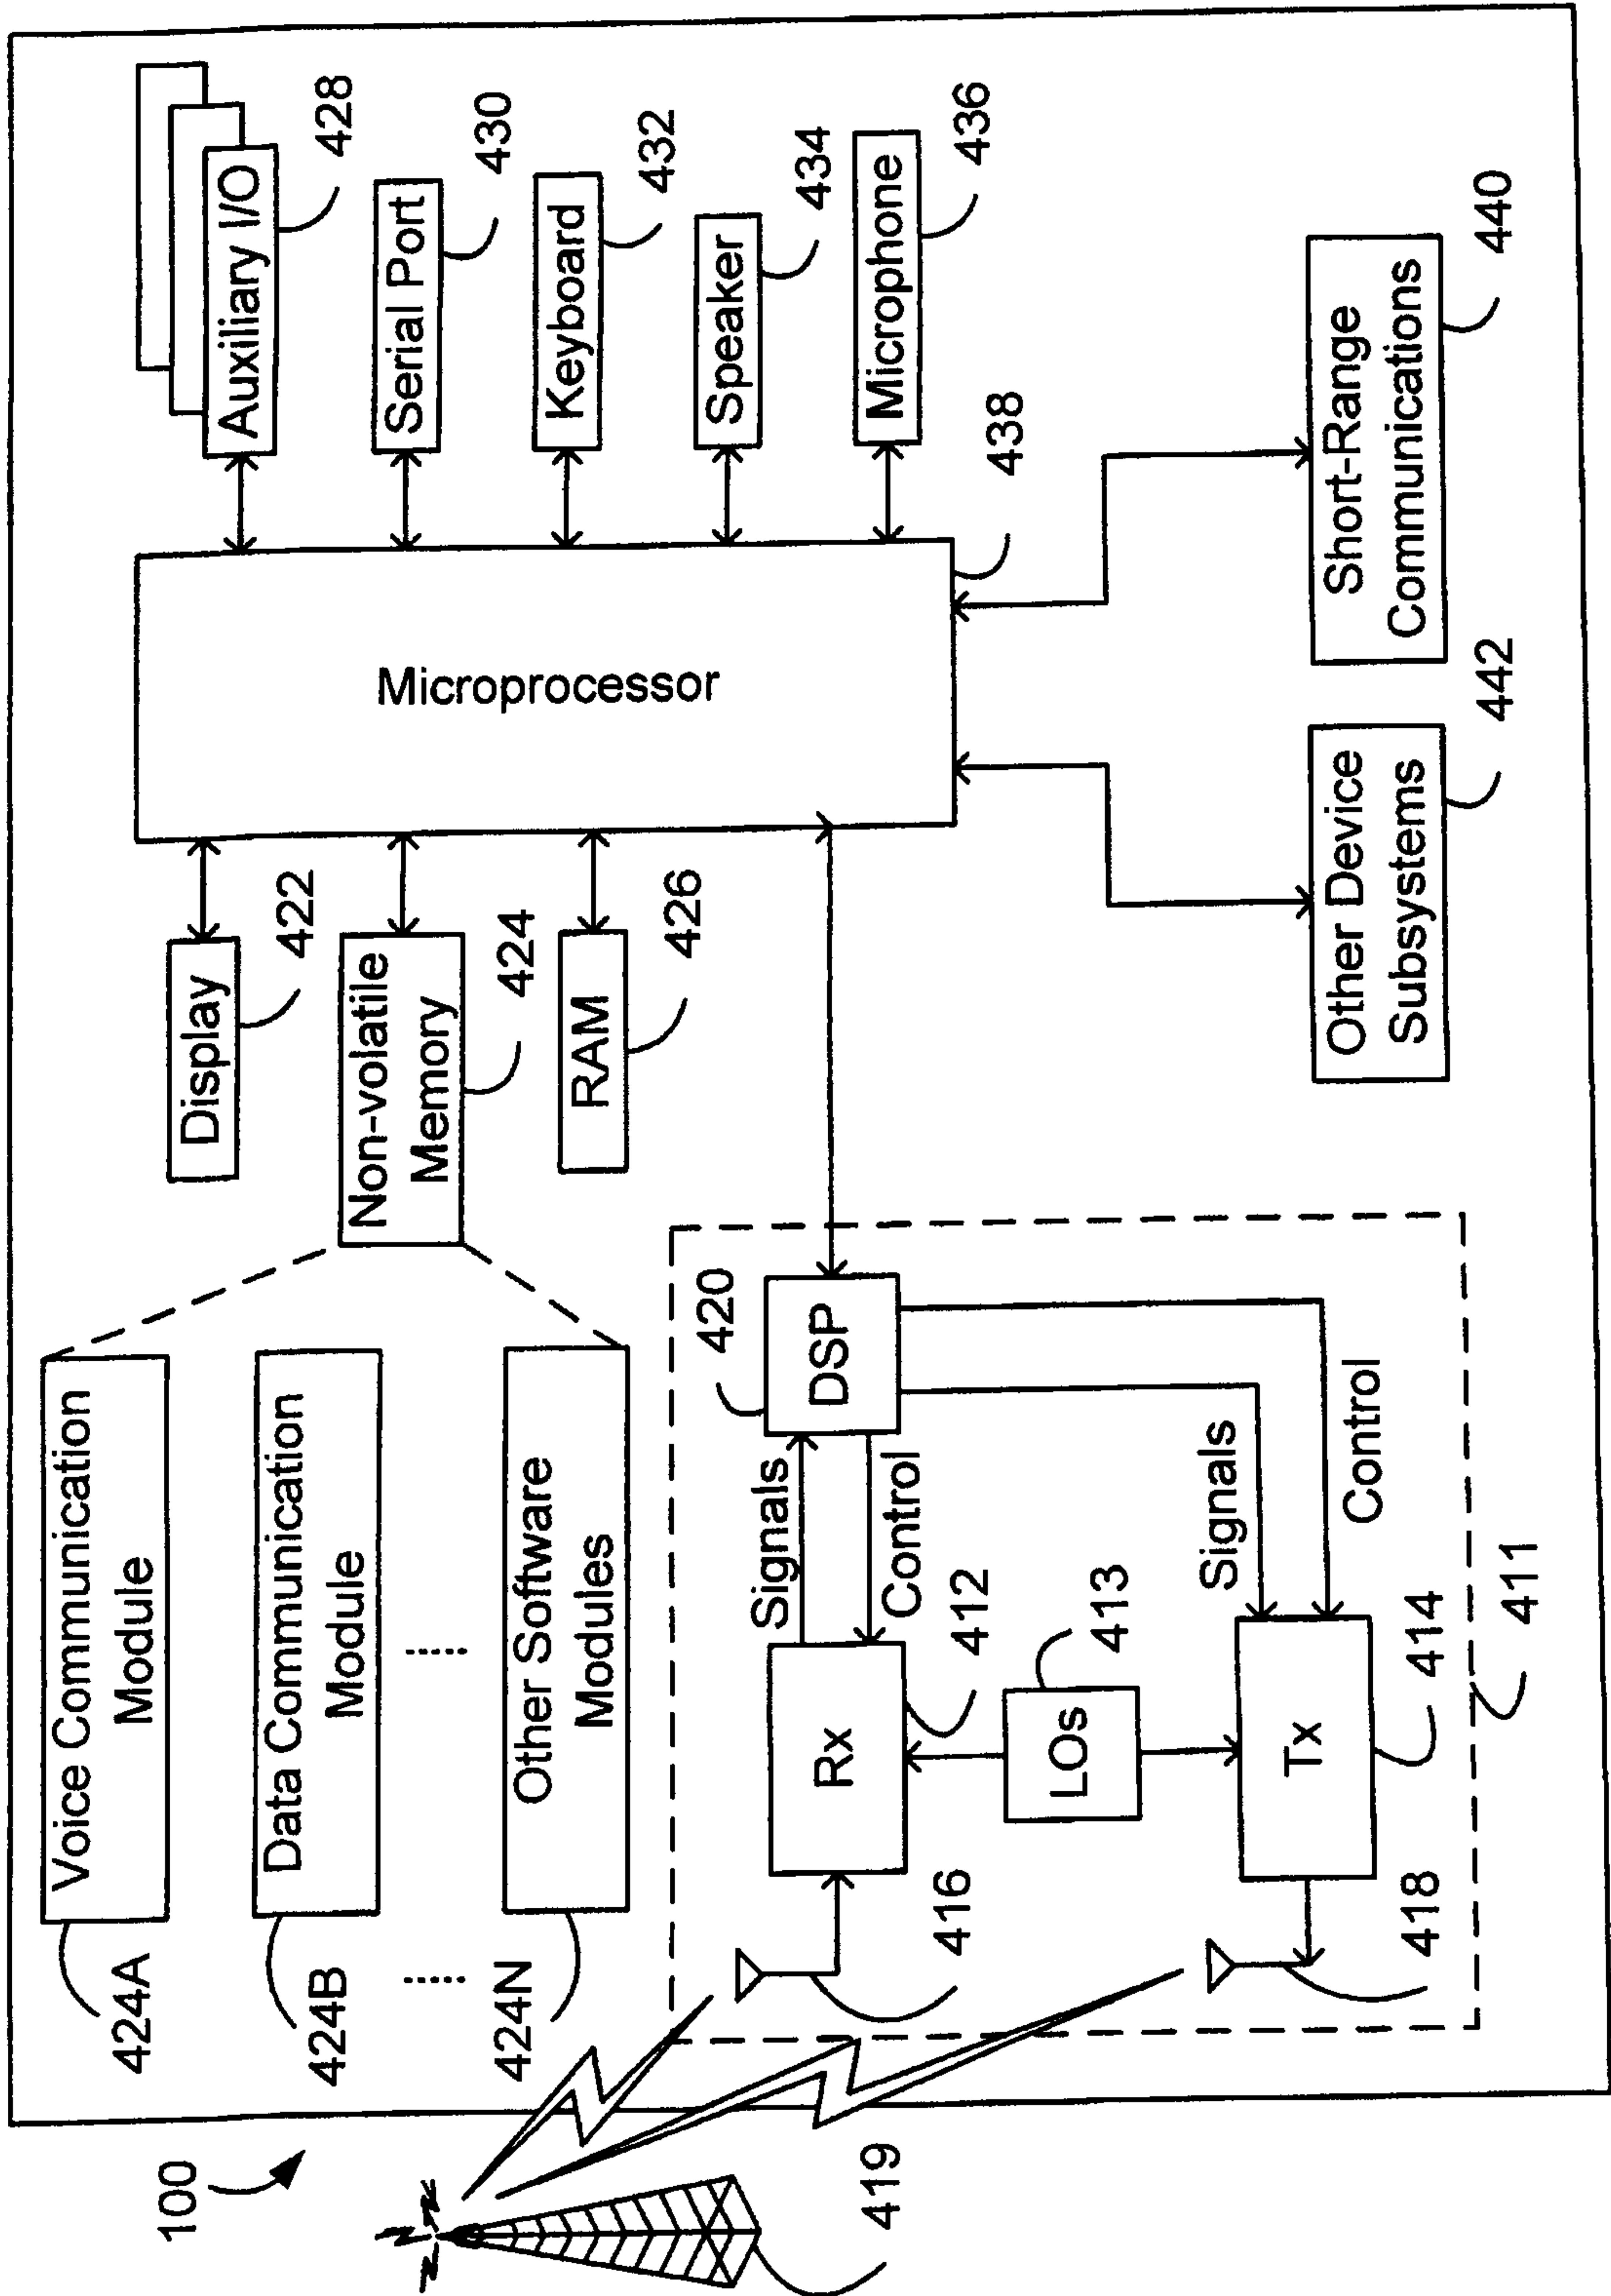 100
419
Voice Communication
Module
424A
Data Communication
Module
424B
Other Software
Modules
424N
Display
422
Non-volatile
Memory
424
RAM
426
Microprocessor
438
Auxiliary I/O
428
Serial Port
430
Keyboard
432
Speaker
434
Microphone
436
Short-Range
Communications
440
Other Device
Subsystems
442
DSP
420
Signals
Control
Rx
412
LOs
413
Signals
Control
Tx
414
416
418
411